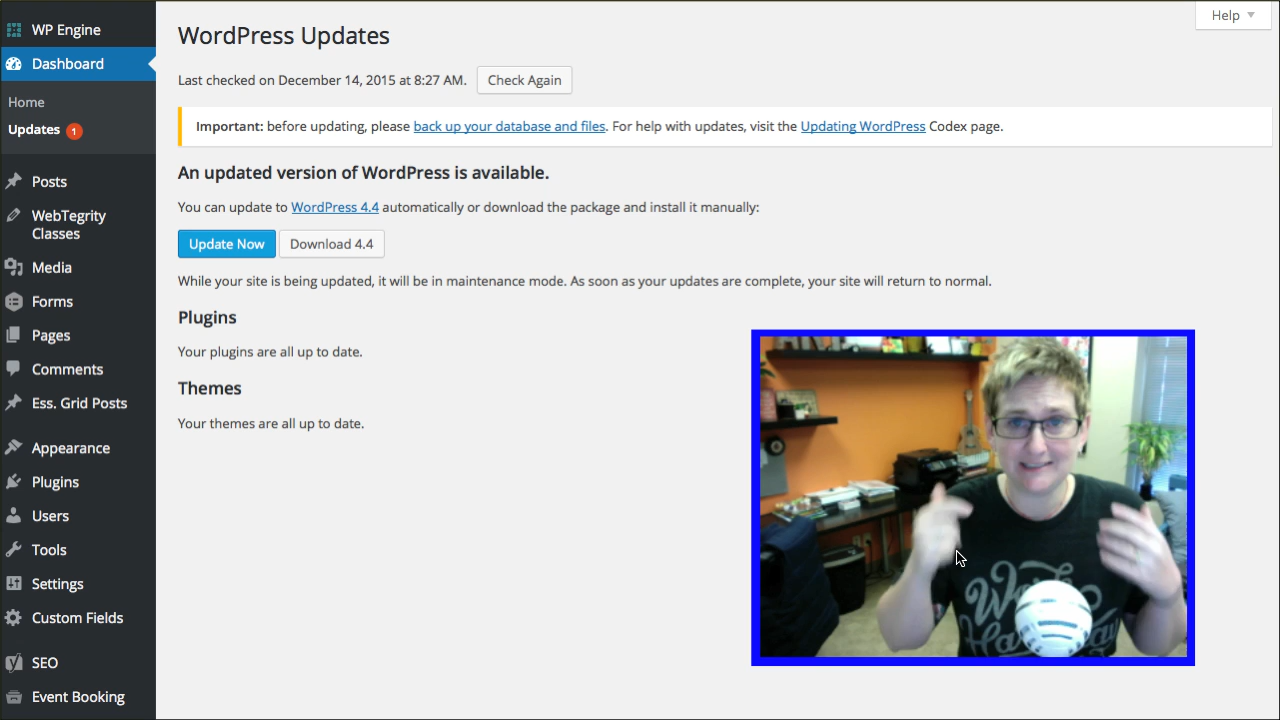 WP Engine
Dashboard
Home
Updates 1
Posts
WebTegrity
Classes
Media
Forms
Pages
Comments
Ess. Grid Posts
Appearance
Plugins
Users
Tools
Settings
Custom Fields
SEO
Event Booking
Help
WordPress Updates
Last checked on December 14, 2015 at 8:27 AM. Check Again
Important: before updating, please back up your database and files. For help with updates, visit the Updating WordPress Codex page.
An updated version of WordPress is available.
You can update to WordPress 4.4 automatically or download the package and install it manually:
Update Now Download 4.4
While your site is being updated, it will be in maintenance mode. As soon as your updates are complete, your site will return to normal.
Plugins
Your plugins are all up to date.
Themes
Your themes are all up to date.